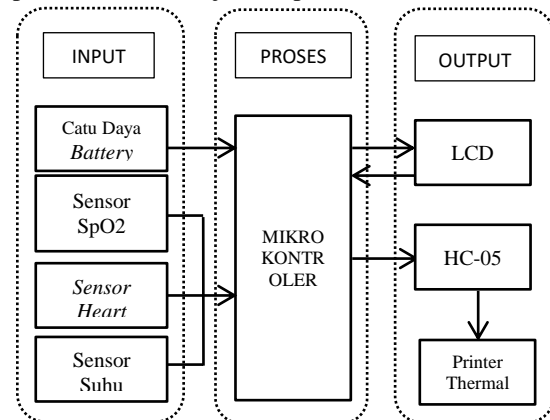 INPUT
PROSES
OUTPUT
Catu Daya
Battery
Sensor
SpO2
Sensor
Heart
Sensor
Suhu
MIKRO
KONTR
OLER
LCD
HC-05
Printer
Thermal